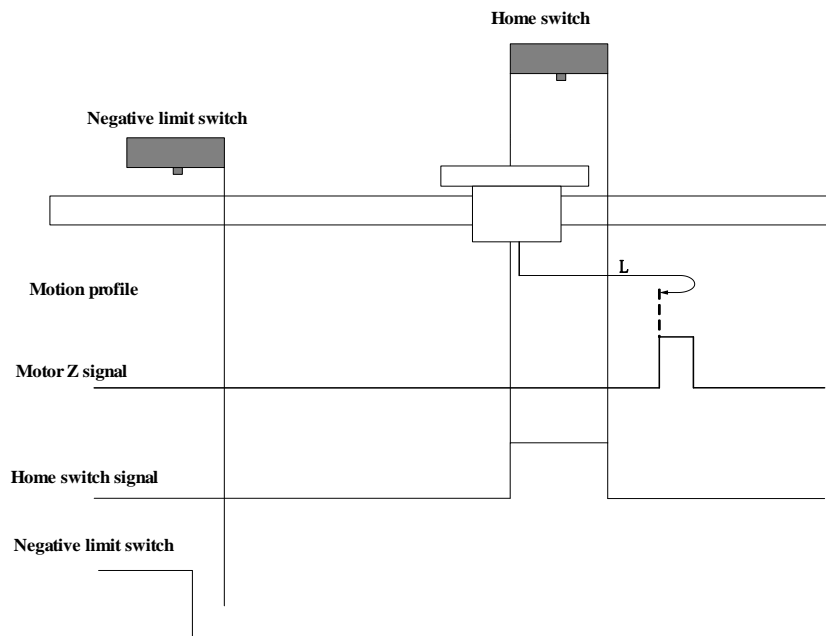 Home switch
Negative limit switch
L
Motion profile
Motor Z signal
Home switch signal
Negative limit switch